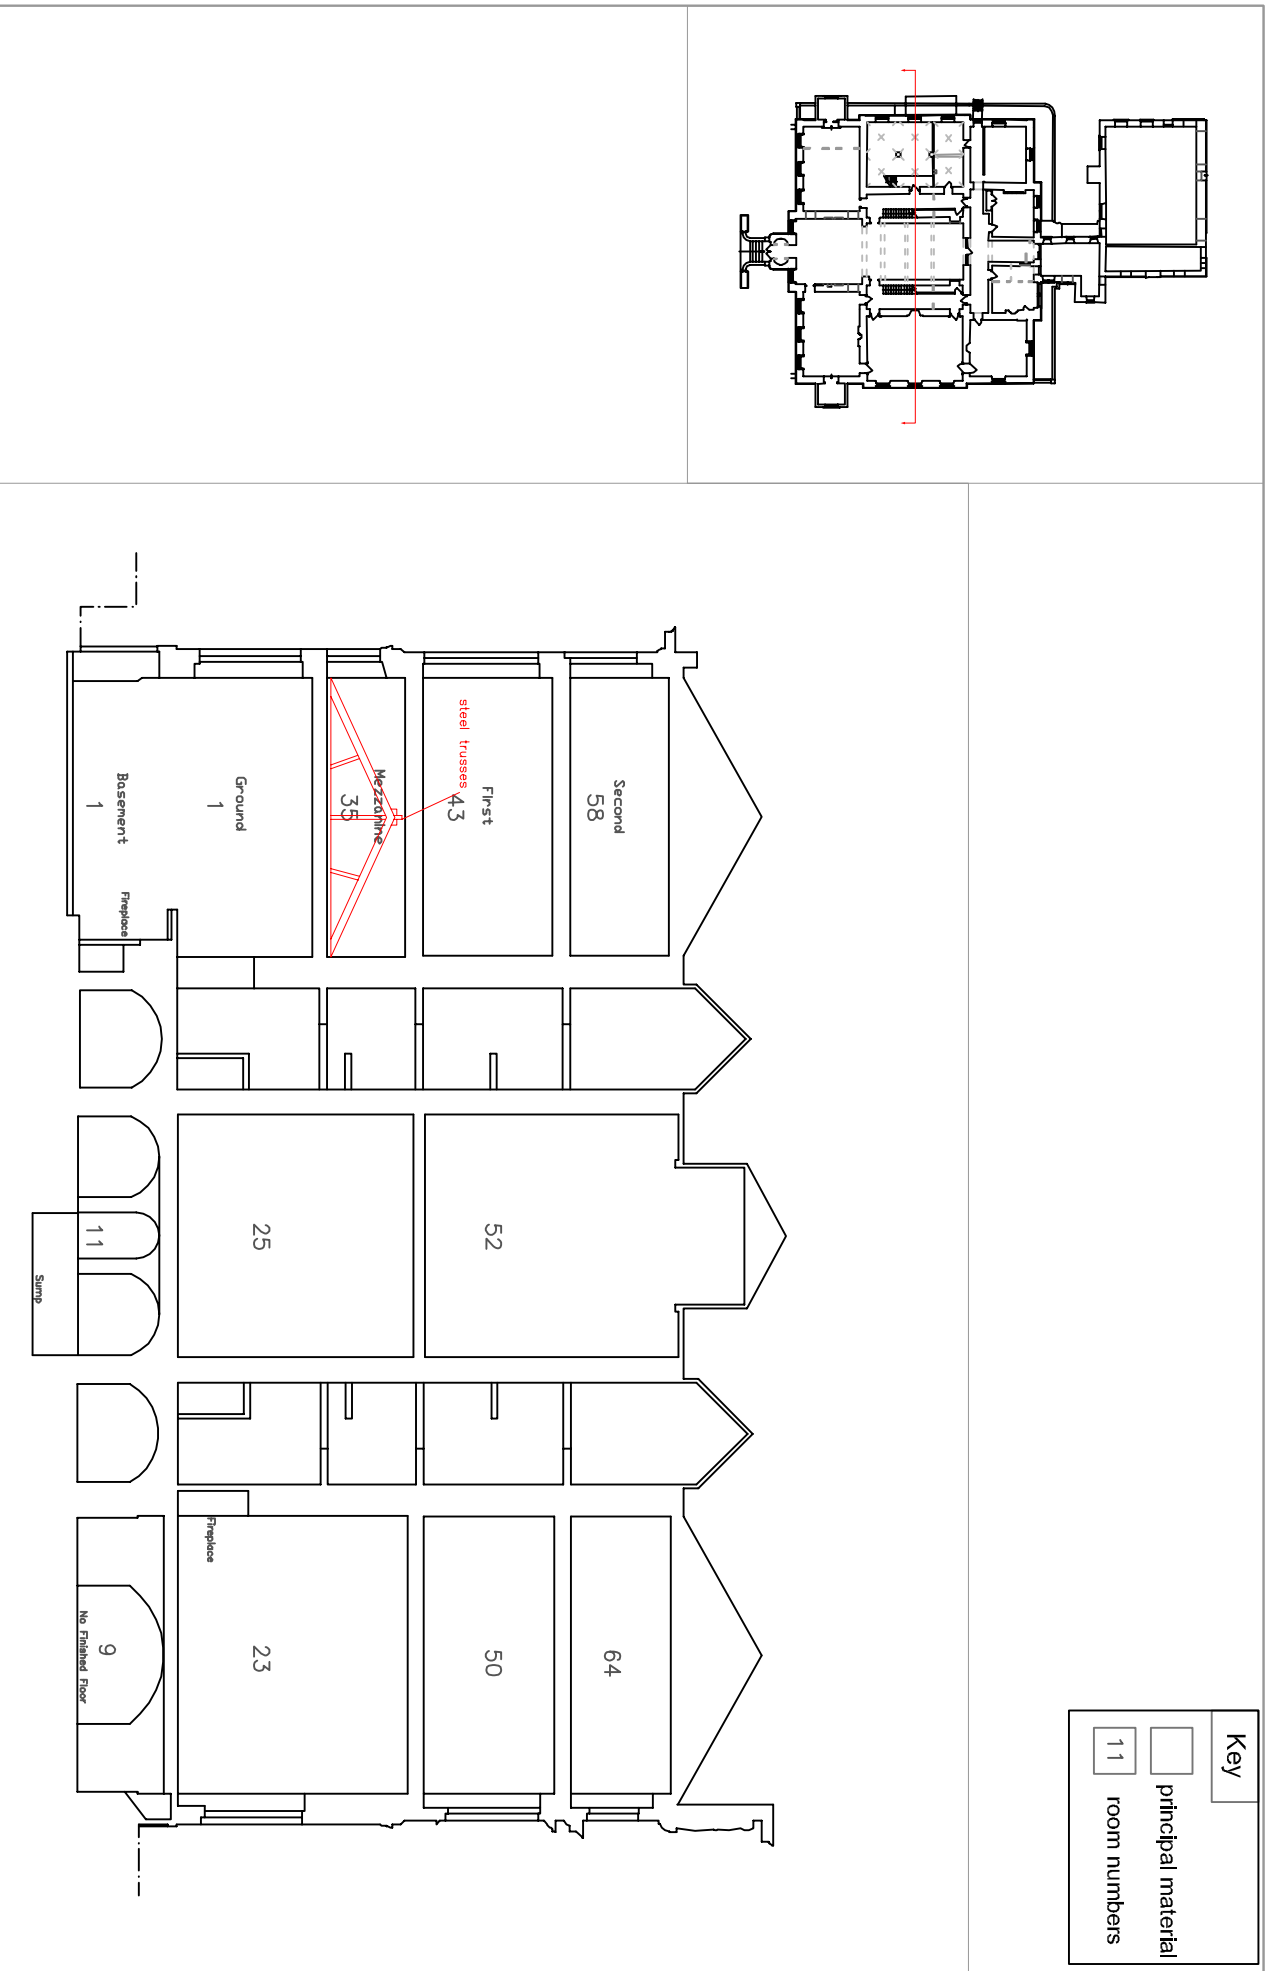 Key
principal material
11 room numbers
Second
58
64
First
43
52
50
steel trusses
Mezzanine
35
Ground
1
25
23
Fireplace
Basement
1
Fireplace
11
9
No Finished Floor
Sump